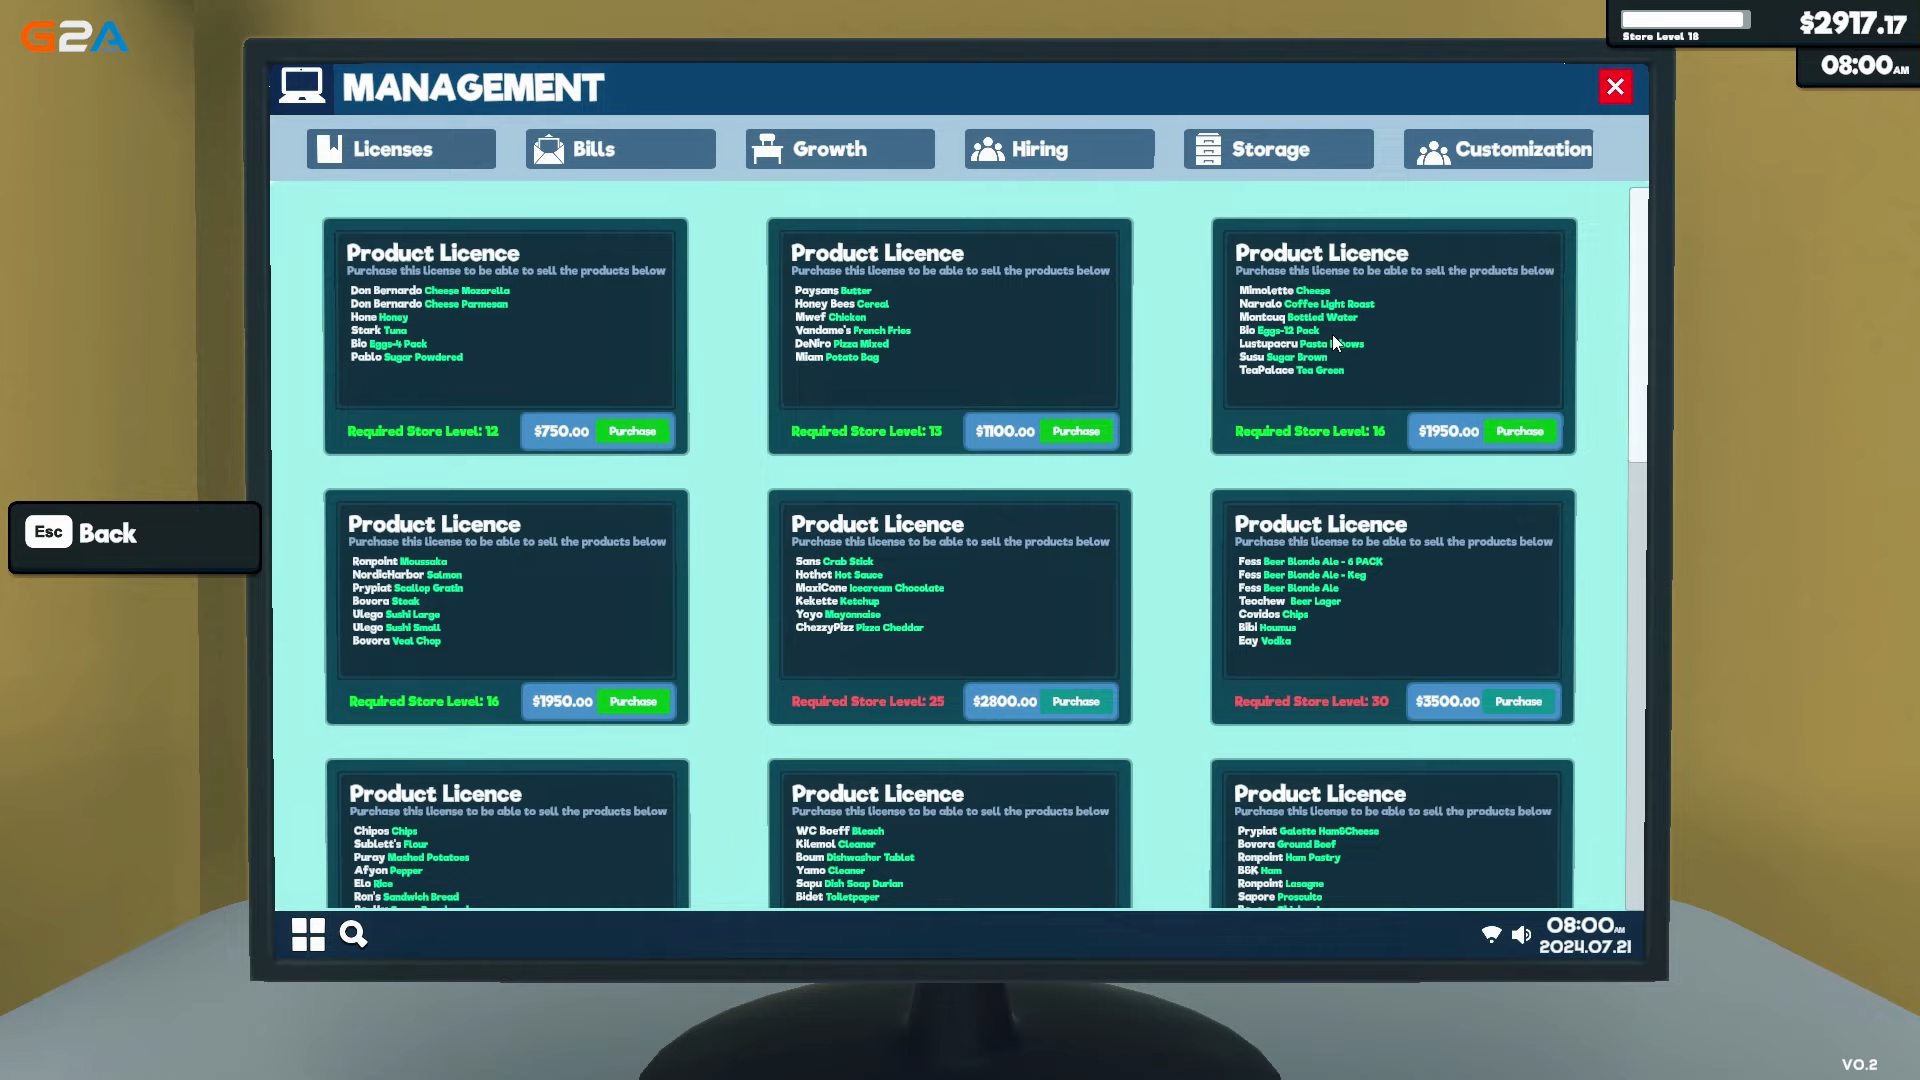 G2A
Store Level 18
$2917.17
08:00AM
MANAGEMENT
Licenses
Bills
Growth
Hiring
Storage
Customization
Product Licence
Purchase this license to be able to sell the products below
Don Bernardo Cheese Mozarella
Don Bernardo Cheese Parmesan
Hone Honey
Stark Tuna
Bio Eggs-4 Pack
Pablo Sugar Powdered
Required Store Level: 12
$750.00 Purchase
Product Licence
Purchase this license to be able to sell the products below
Paysans Butter
Honey Bees Cereal
Mwef Chicken
Vandame's French Fries
DeNiro Pizza Mixed
Miam Potato Bag
Required Store Level: 13
$1100.00 Purchase
Product Licence
Purchase this license to be able to sell the products below
Mimolette Cheese
Narvalo Coffee Light Roast
Montcuq Bottled Water
Bio Eggs-12 Pack
Lustupacru Pasta
Susu Sugar Brown
TeaPalace Tea Green
Required Store Level: 16
$1950.00 Purchase
Esc Back
Product Licence
Purchase this license to be able to sell the products below
Ronpoint Moussaka
NordicHarbor Salmon
Prypiat Scallop Gratin
Bovora Steak
Ulego Sushi Large
Ulego Sushi Small
Bovora Veal Chop
Required Store Level: 16
$1950.00 Purchase
Product Licence
Purchase this license to be able to sell the products below
Sans Crab Stick
Hothot Hot Sauce
MaxiCone Icecream Chocolate
Kekette Ketchup
Yoyo Mayonnaise
ChezzyPizz Pizza Cheddar
Required Store Level: 25
$2800.00 Purchase
Product Licence
Purchase this license to be able to sell the products below
Fess Beer Blonde Ale - 6 PACK
Fess Beer Blonde Ale - Keg
Fess Beer Blonde Ale
Teochew Beer Lager
Covidos Chips
Bibi Houmus
Eay Vodka
Required Store Level: 30
$3500.00 Purchase
Product Licence
Purchase this license to be able to sell the products below
Chipos Chips
Sublett's Flour
Puray Mashed Potatoes
Afyon Pepper
Elo Rice
Ron's Sandwich Bread
Product Licence
Purchase this license to be able to sell the products below
WC Boeff Bleach
Kilemol Cleaner
Boum Dishwasher Tablet
Yamo Cleaner
Sapu Dish Soap Durian
Bidet Toiletpaper
Product Licence
Purchase this license to be able to sell the products below
Prypiat Galette Ham&Cheese
Bovora Ground Beef
Ronpoint Ham Pastry
B&K Ham
Ronpoint Lasagne
Sapore Proscuito
08:00AM
2024.07.21
V0.2